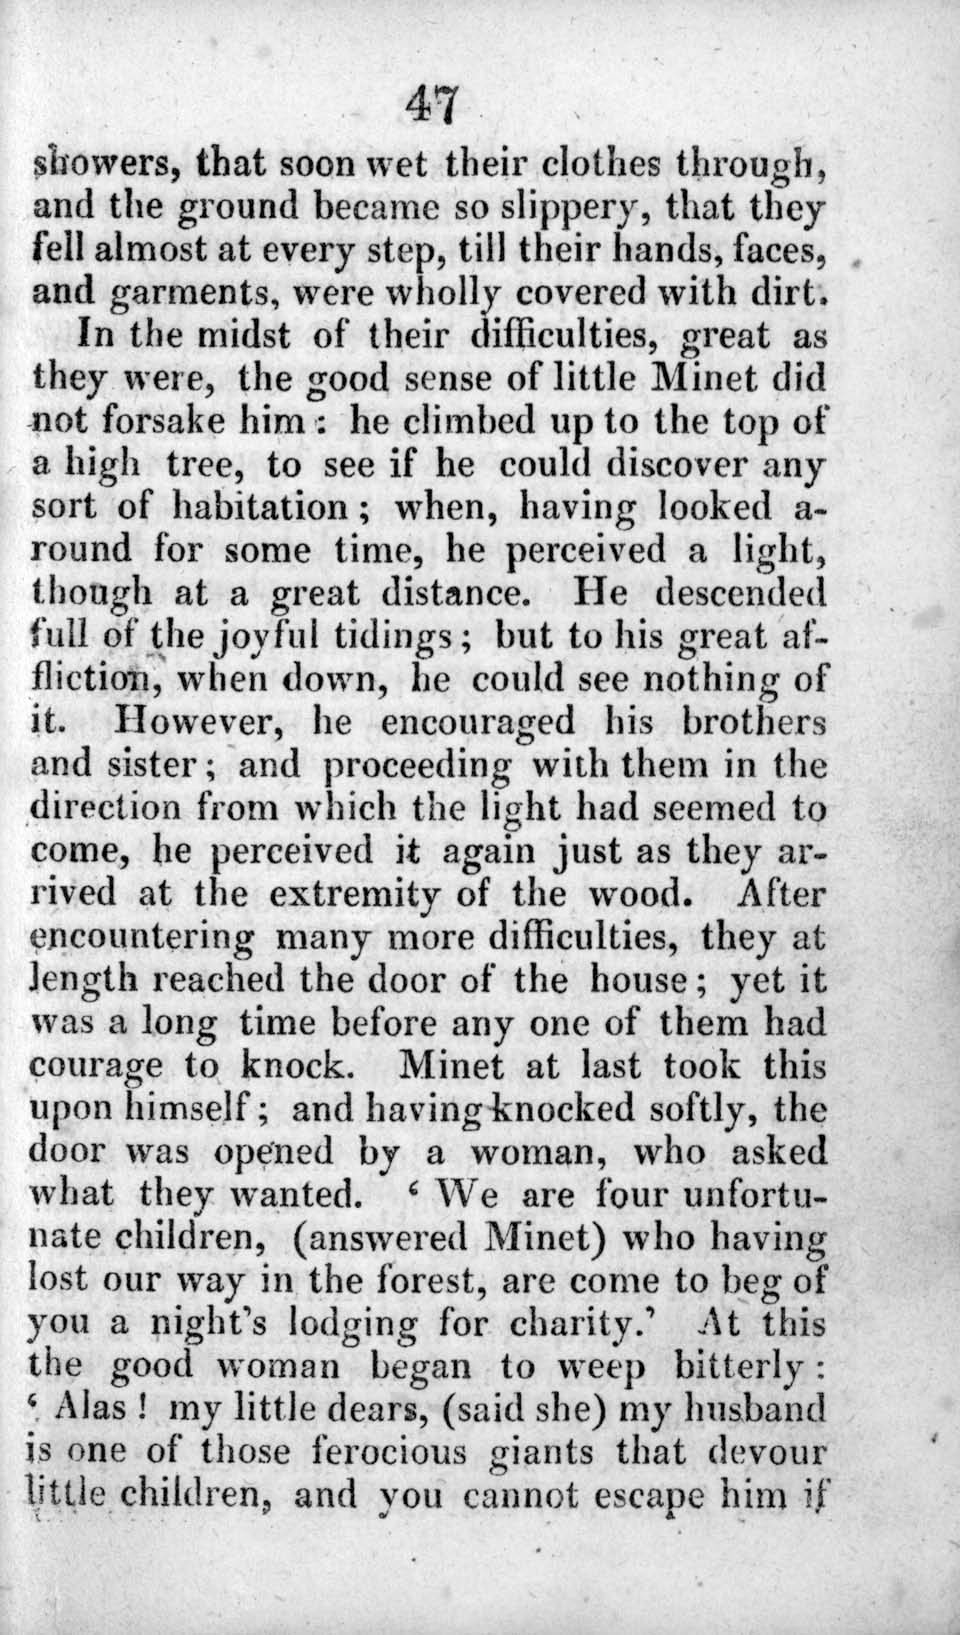 47
showers, that soon wet their clothes through,
and the ground became so slippery, that they
fell almost at every step, till their hands, faces,
and garments, were wholly covered with dirt.
In the midst of their difficulties, great as
they were, the good sense of little Minet did
not forsake him : he climbed up to the top of
a high tree, to see if he could discover any
sort of habitation ; when, having looked a-
round for some time, he perceived a light,
though at a great distance. He descended
full of the joyful tidings ; but to his great af-
fliction, when down, he could see nothing of
it. However, he encouraged his brothers
and sister ; and proceeding with them in the
direction from which the light had seemed to
come, he perceived it again just as they ar-
rived at the extremity of the wood. After
encountering many more difficulties, they at
length reached the door of the house ; yet it
was a long time before any one of them had
courage to knock. Minet at last took this
upon himself ; and having knocked softly, the
door was opened by a woman, who asked
what they wanted. ‘ We are four unfortu-
nate children, (answered Minet) who having
lost our way in the forest, are come to beg of
you a night's lodging for charity.’ At this
the good woman began to weep bitterly :
‘ Alas ! my little dears, (said she) my husband
is one of those ferocious giants that devour
little children, and you cannot escape him if